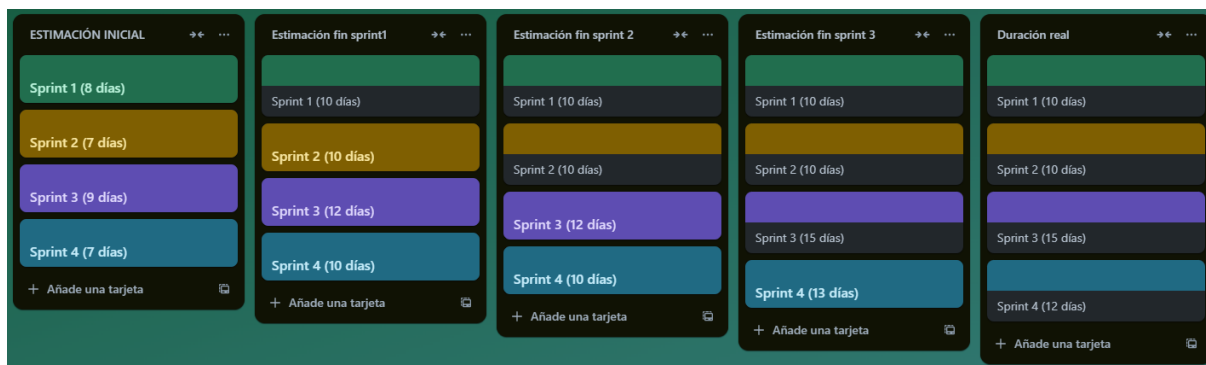 ESTIMACIÓN INICIAL
Sprint 1 (8 días)
Sprint 2 (7 días)
Sprint 3 (9 días)
Sprint 4 (7 días)
+ Añade una tarjeta
Estimación fin sprint1
Sprint 1 (10 días)
Sprint 2 (10 días)
Sprint 3 (12 días)
Sprint 4 (10 días)
+ Añade una tarjeta
Estimación fin sprint 2
Sprint 1 (10 días)
Sprint 2 (10 días)
Sprint 3 (12 días)
Sprint 4 (10 días)
+ Añade una tarjeta
Estimación fin sprint 3
Sprint 1 (10 días)
Sprint 2 (10 días)
Sprint 3 (15 días)
Sprint 4 (13 días)
+ Añade una tarjeta
Duración real
Sprint 1 (10 días)
Sprint 2 (10 días)
Sprint 3 (15 días)
Sprint 4 (12 días)
+ Añade una tarjeta